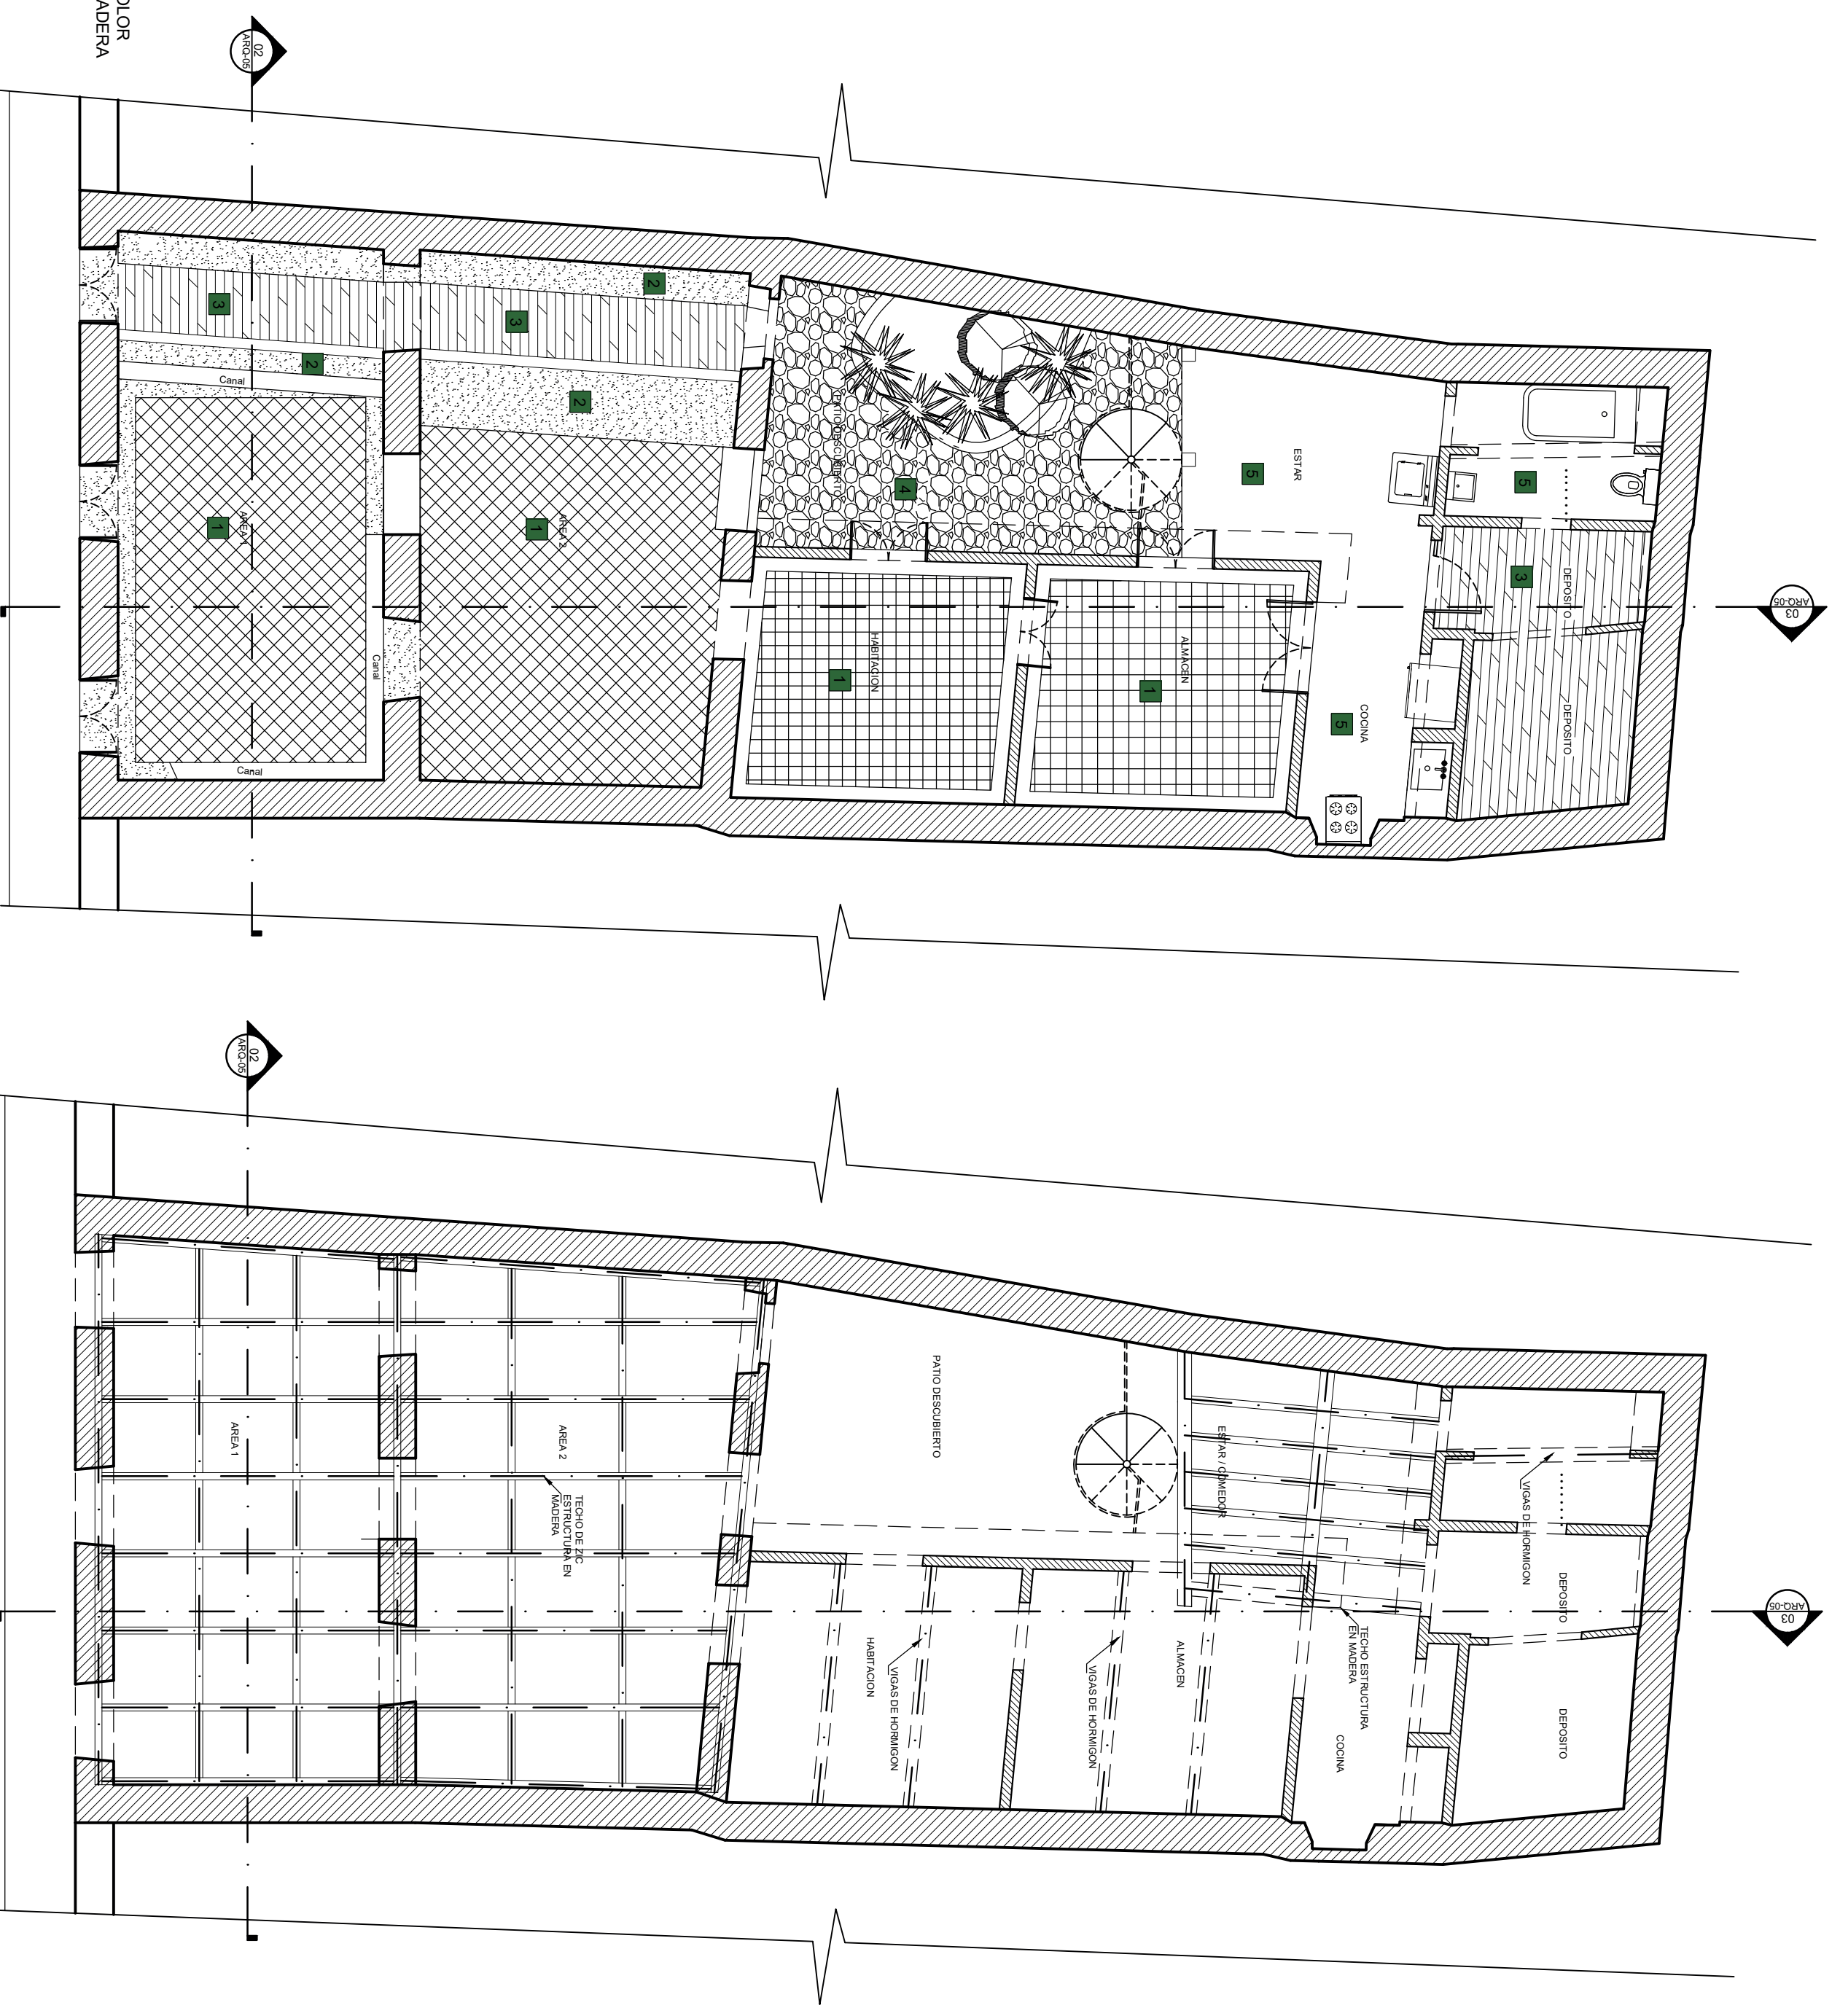 OLOR
ADERA
02
ARQ-05
3
2
Canal
2
AREA 1
1
Canal
Canal
3
2
2
AREA 2
1
PATIO DESCUBIERTO
4
HABITACION
1
ALMACEN
1
ESTAR
5
COCINA
5
5
3
DEPOSITO
DEPOSITO
03
ARQ-05
02
ARQ-05
AREA 1
AREA 2
TECHO DE ZIC
ESTRUCTURA EN
MADERA
PATIO DESCUBIERTO
HABITACION
VIGAS DE HORMIGON
VIGAS DE HORMIGON
ALMACEN
ESTAR / COMEDOR
TECHO ESTRUCTURA
EN MADERA
COCINA
VIGAS DE HORMIGON
DEPOSITO
DEPOSITO
03
ARQ-05